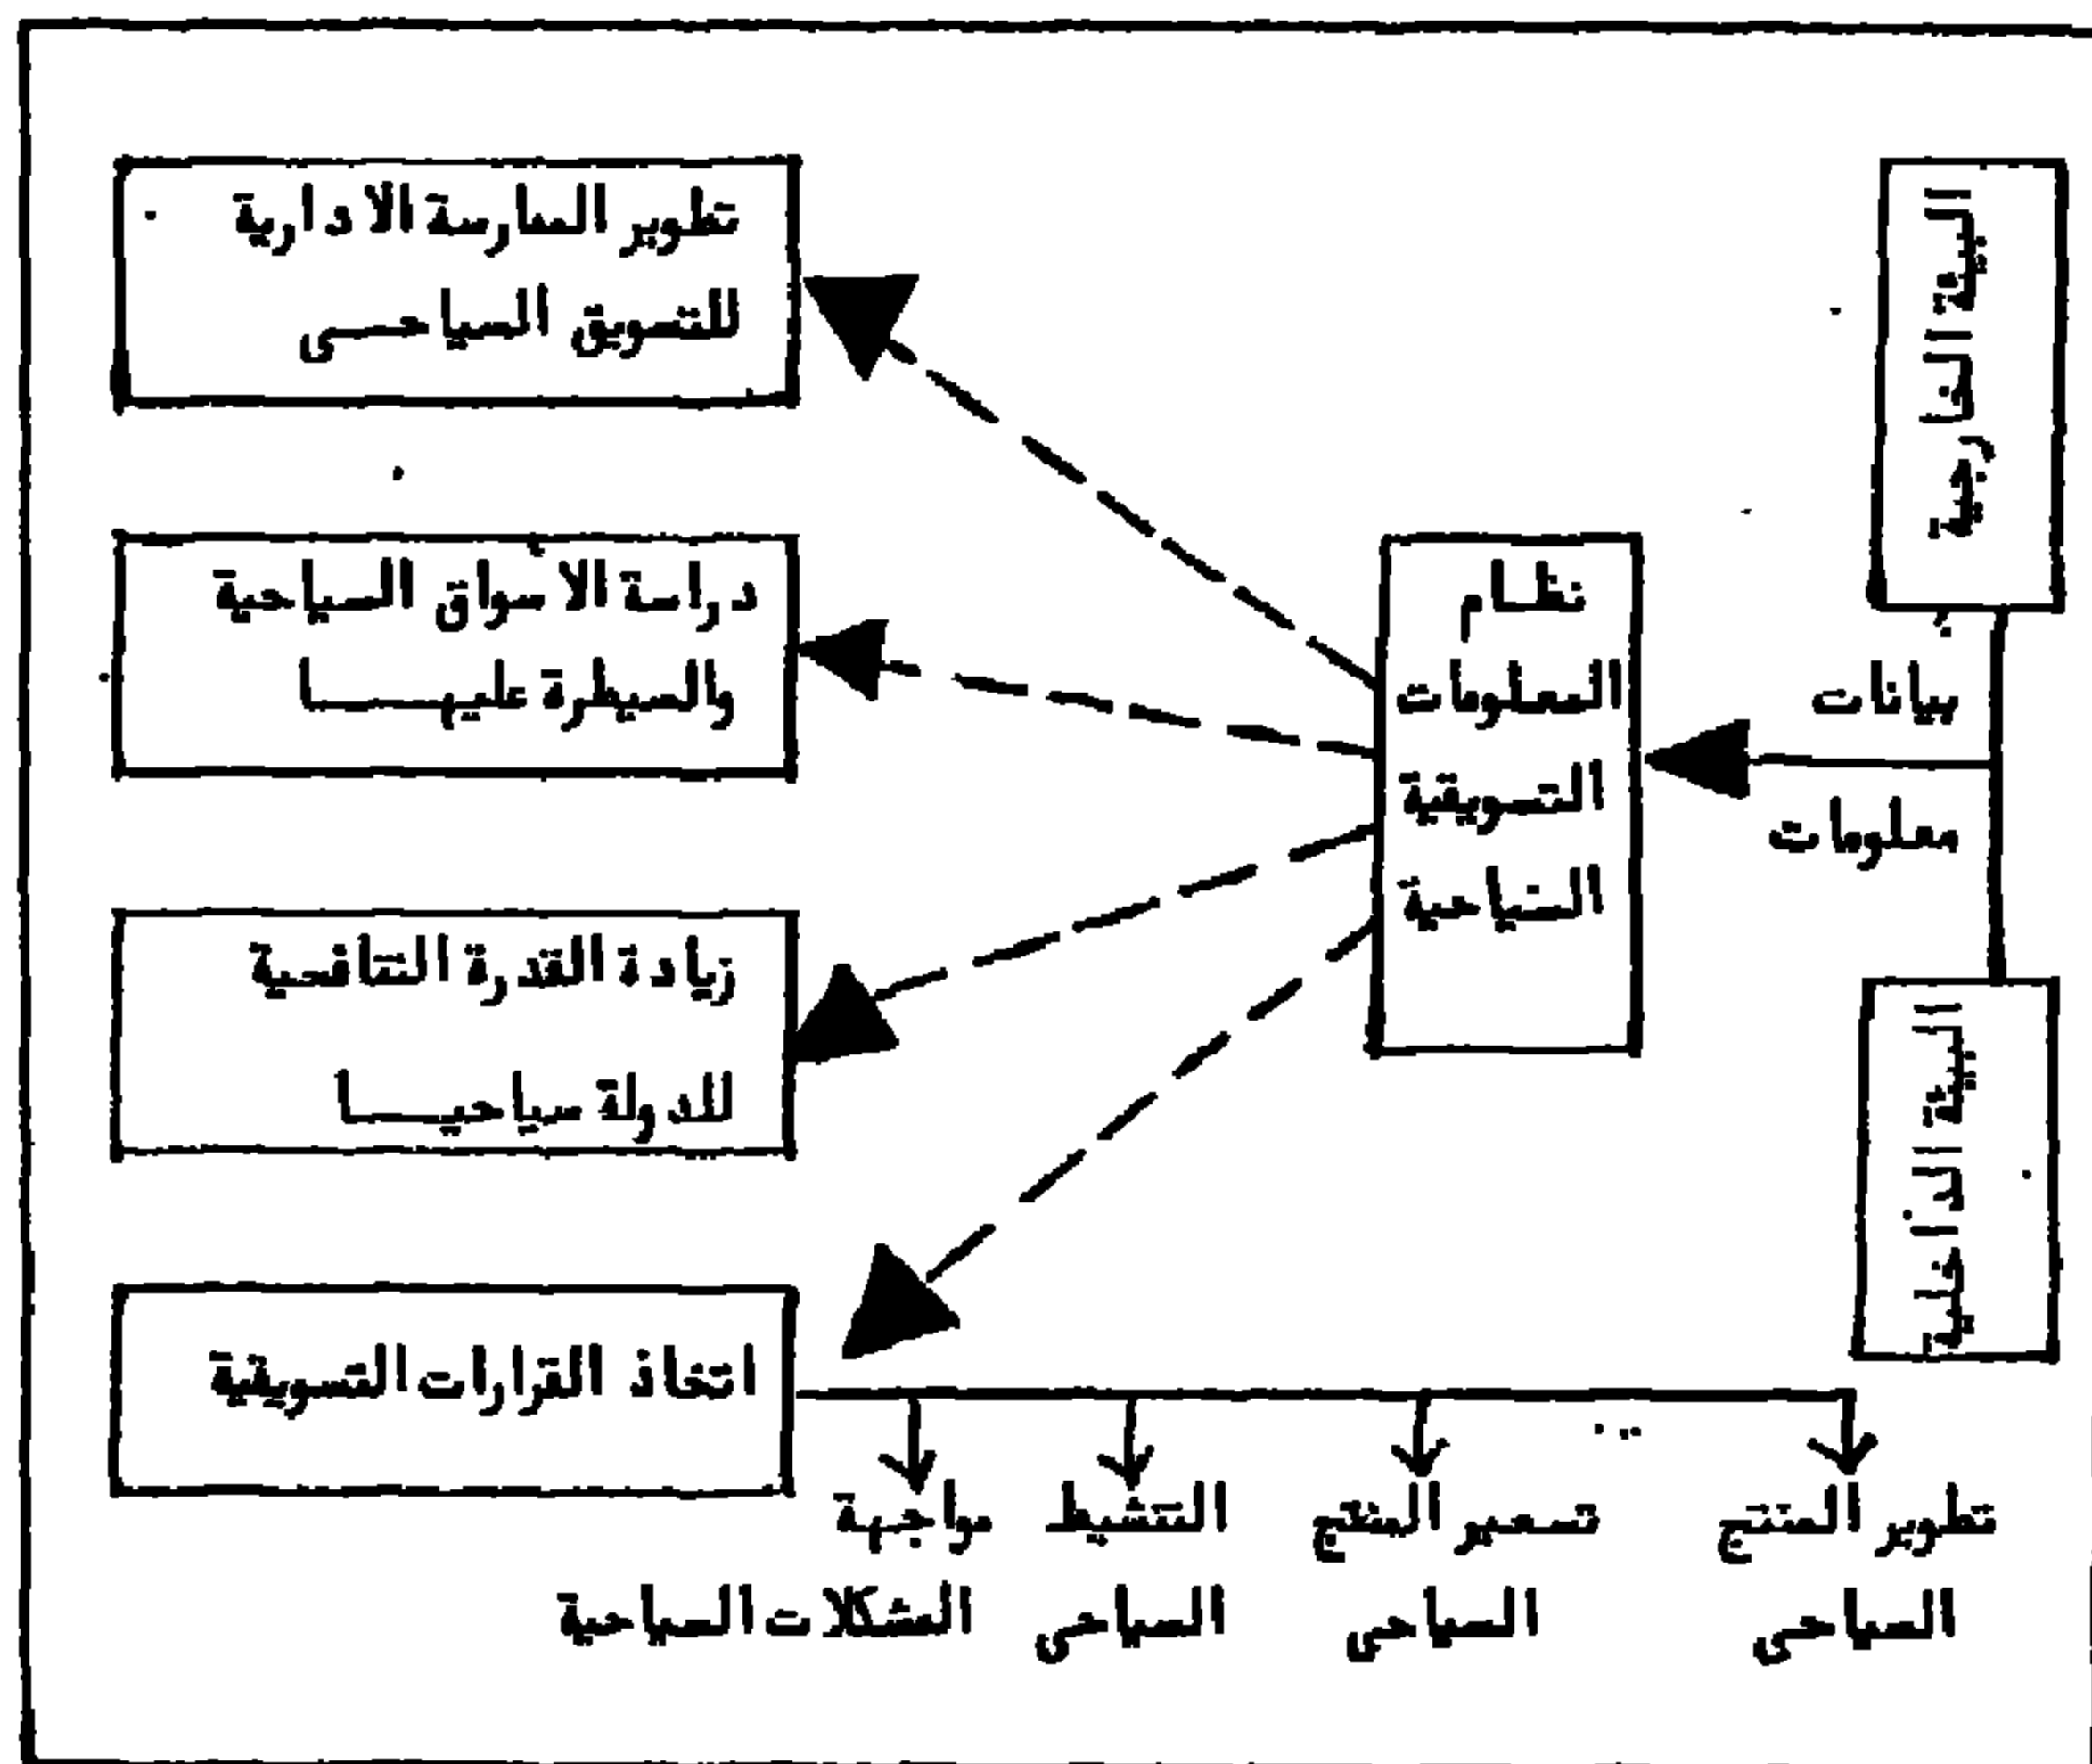 البيئة الخارجية
بيانات
معلومات
البيئة الداخلية
نظام
المعلومات
التسويقية
السياحية
تطوير الممارسة الادارية
للتسويق السياحى
دراسة الاسواق السياحية
والسيطرة عليها
زيادة القدرة التنافسية
للدولة سياحيا
اتخاذ القرارات التسويقية
تطوير المنتج
السياحى
تسعير المنتج
السياحى
التنشيط
السياحى
مواجهة
المشكلات السياحية